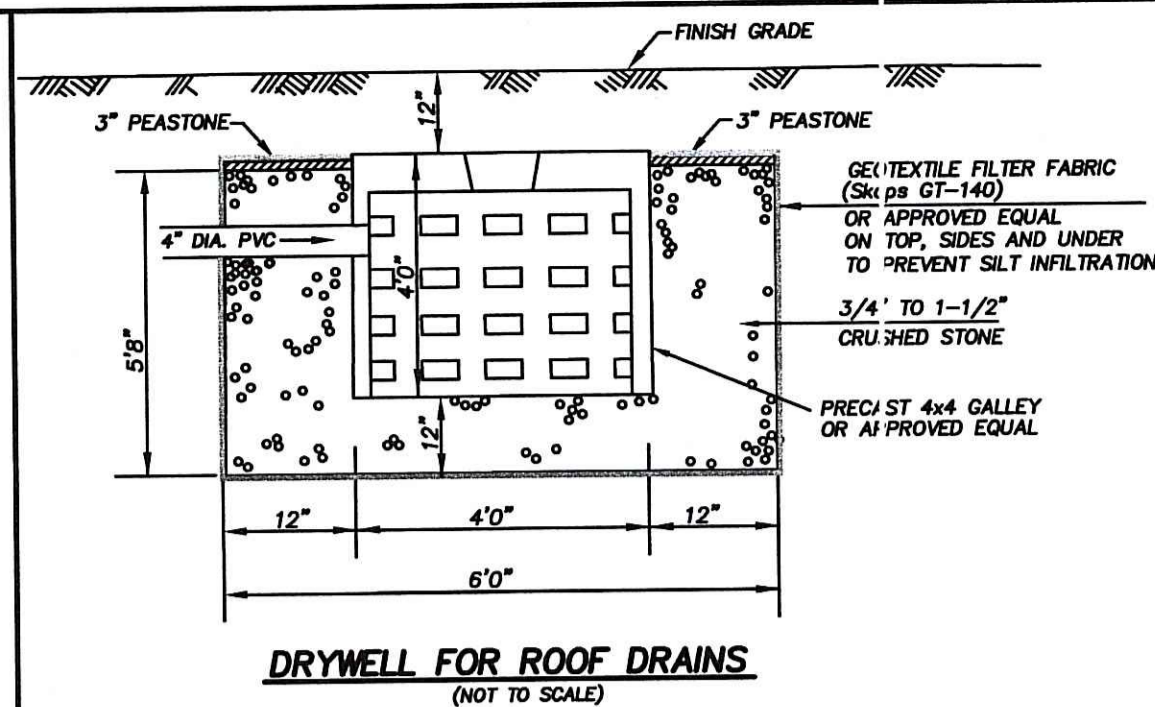 FINISH GRADE
12"
3" PEASTONE
3" PEASTONE
GEOTEXTILE FILTER FABRIC
(Skaps GT-140)
OR APPROVED EQUAL
ON TOP, SIDES AND UNDER
TO PREVENT SILT INFILTRATION
4" DIA. PVC
4'0"
5'8"
3/4" TO 1-1/2"
CRUSHED STONE
PRECAST 4x4 GALLEY
OR APPROVED EQUAL
12"
12"
4'0"
12"
6'0"
DRYWELL FOR ROOF DRAINS
(NOT TO SCALE)